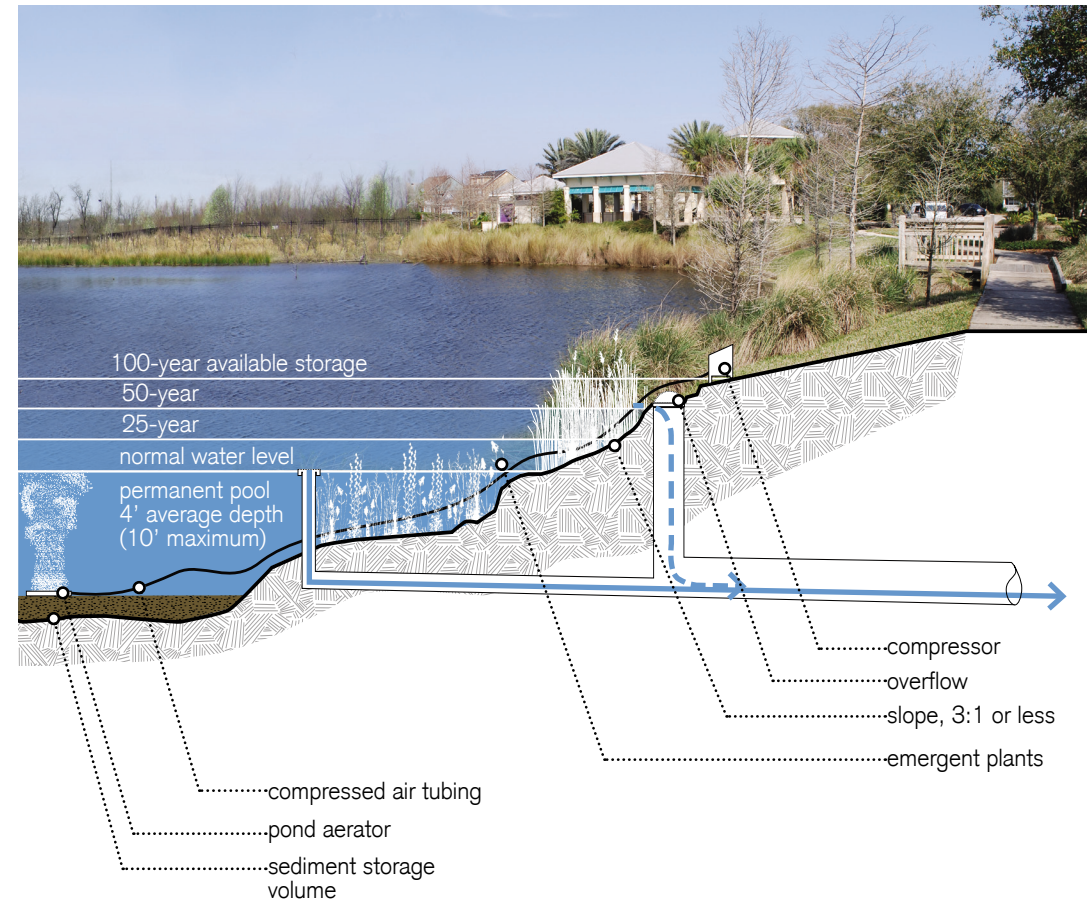 100-year available storage
50-year
25-year
normal water level
permanent pool
4’ average depth
(10’ maximum)
compressor
overflow
slope, 3:1 or less
emergent plants
compressed air tubing
pond aerator
sediment storage
volume